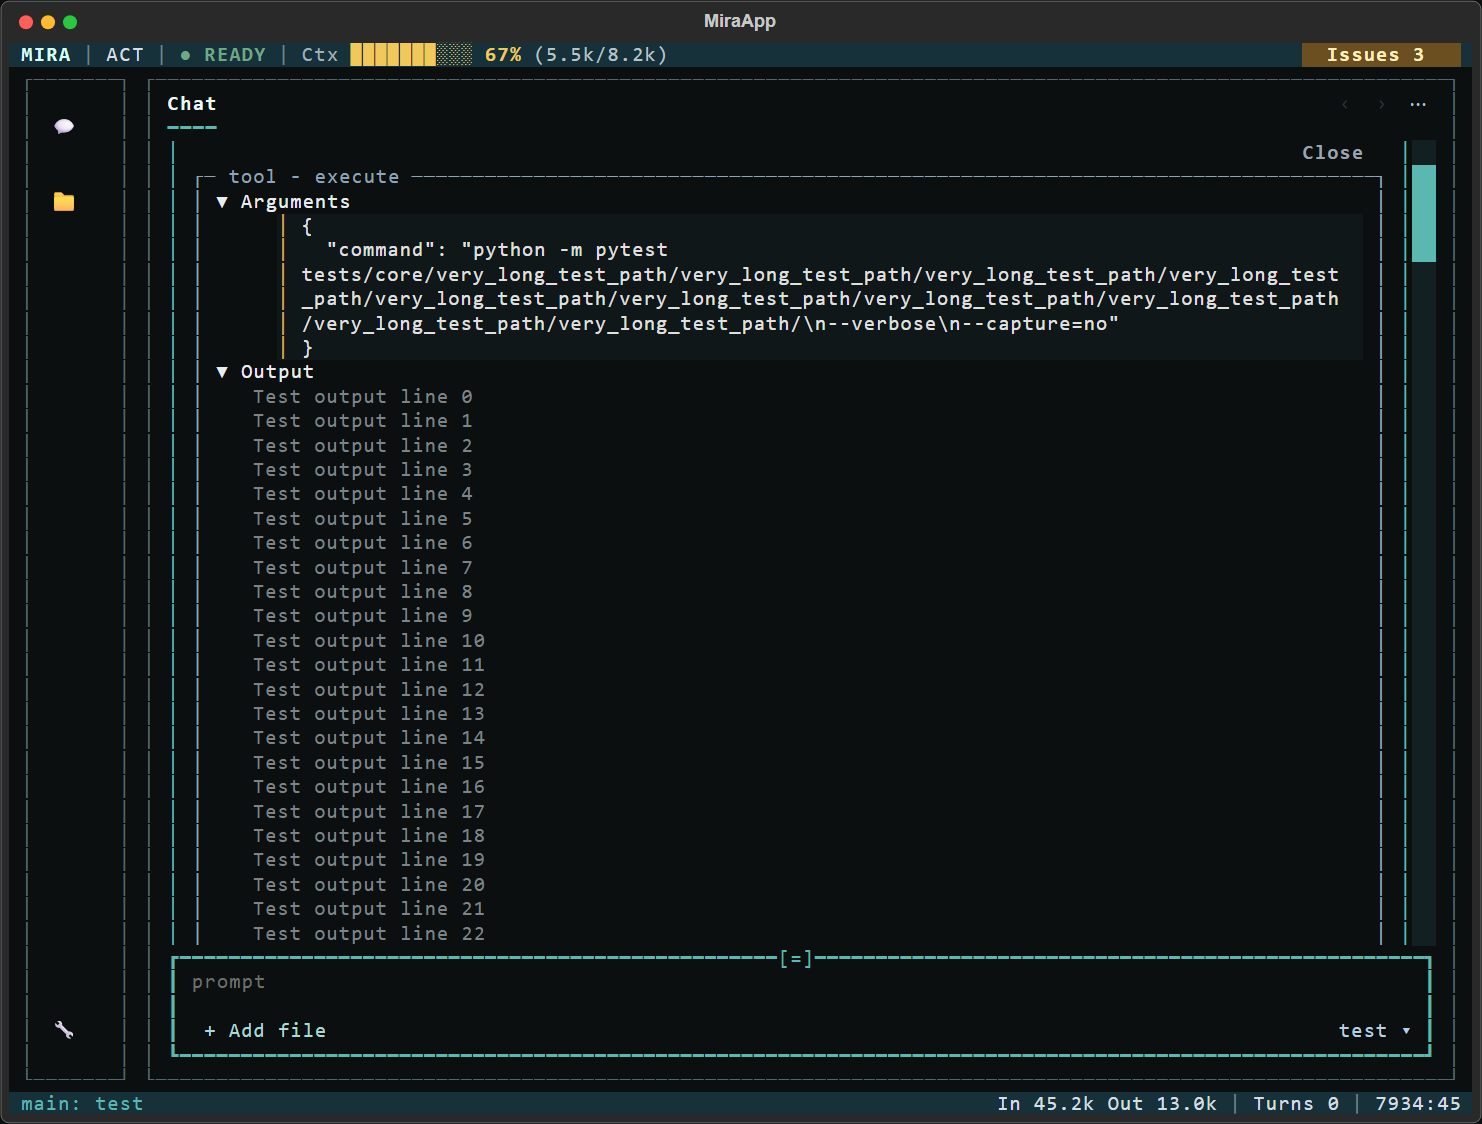 MiraApp
MIRA | ACT | ● READY | Ctx 67% (5.5k/8.2k) Issues 3
Chat ‹ › ...
Close
tool - execute
▼ Arguments
{
"command": "python -m pytest
tests/core/very_long_test_path/very_long_test_path/very_long_test_path/very_long_test
_path/very_long_test_path/very_long_test_path/very_long_test_path/very_long_test_path
/very_long_test_path/very_long_test_path/\n--verbose\n--capture=no"
}
▼ Output
Test output line 0
Test output line 1
Test output line 2
Test output line 3
Test output line 4
Test output line 5
Test output line 6
Test output line 7
Test output line 8
Test output line 9
Test output line 10
Test output line 11
Test output line 12
Test output line 13
Test output line 14
Test output line 15
Test output line 16
Test output line 17
Test output line 18
Test output line 19
Test output line 20
Test output line 21
Test output line 22
[=]
prompt
+ Add file test ▾
main: test In 45.2k Out 13.0k | Turns 0 | 7934:45